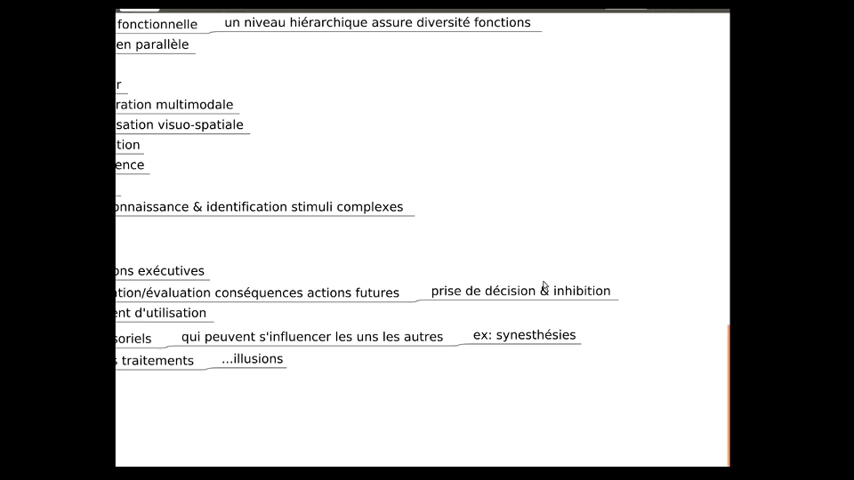 fonctionnelle un niveau hiérarchique assure diversité fonctions
en parallèle
r
ration multimodale
sation visuo-spatiale
tion
ence
onnaissance & identification stimuli complexes
ons exécutives
ation/évaluation conséquences actions futures prise de décision & inhibition
ent d'utilisation
soriels qui peuvent s'influencer les uns les autres ex: synesthésies
s traitements ...illusions